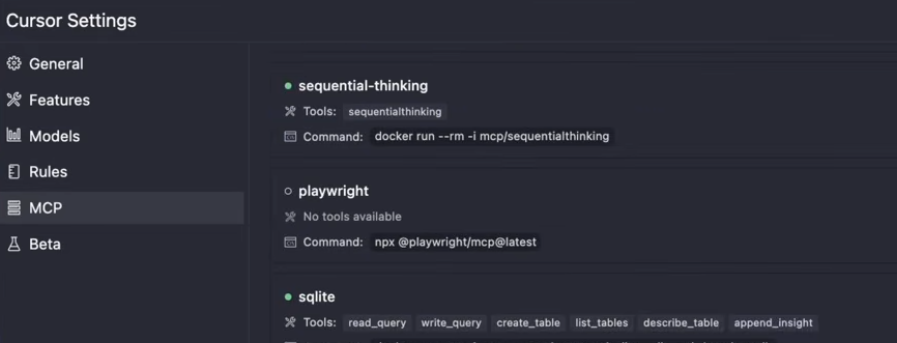 Cursor Settings
General
Features
Models
Rules
MCP
Beta
sequential-thinking
Tools: sequentialthinking
Command: docker run --rm -i mcp/sequentialthinking
playwright
No tools available
Command: npx @playwright/mcp@latest
sqlite
Tools: read_query write_query create_table list_tables describe_table append_insight